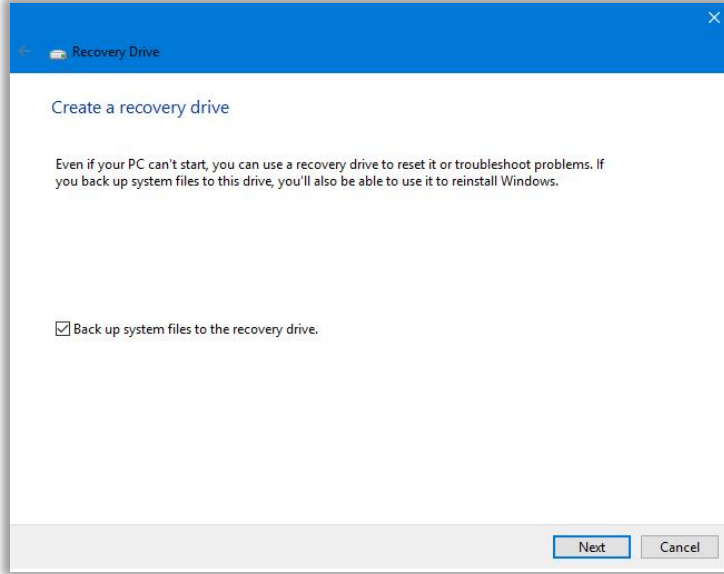 Recovery Drive
Create a recovery drive
Even if your PC can't start, you can use a recovery drive to reset it or troubleshoot problems. If
you back up system files to this drive, you'll also be able to use it to reinstall Windows.
Back up system files to the recovery drive.
Next Cancel